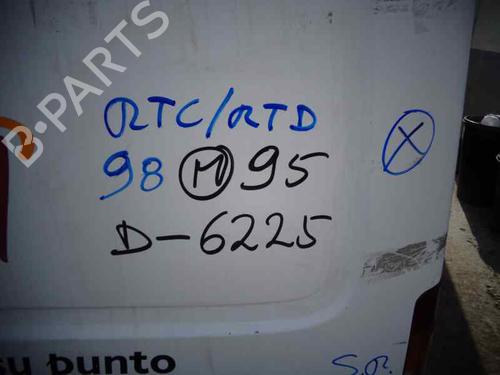 B-PARTS
RTC/RTD
98 M 95
X
D-6225
su punto
S.R.